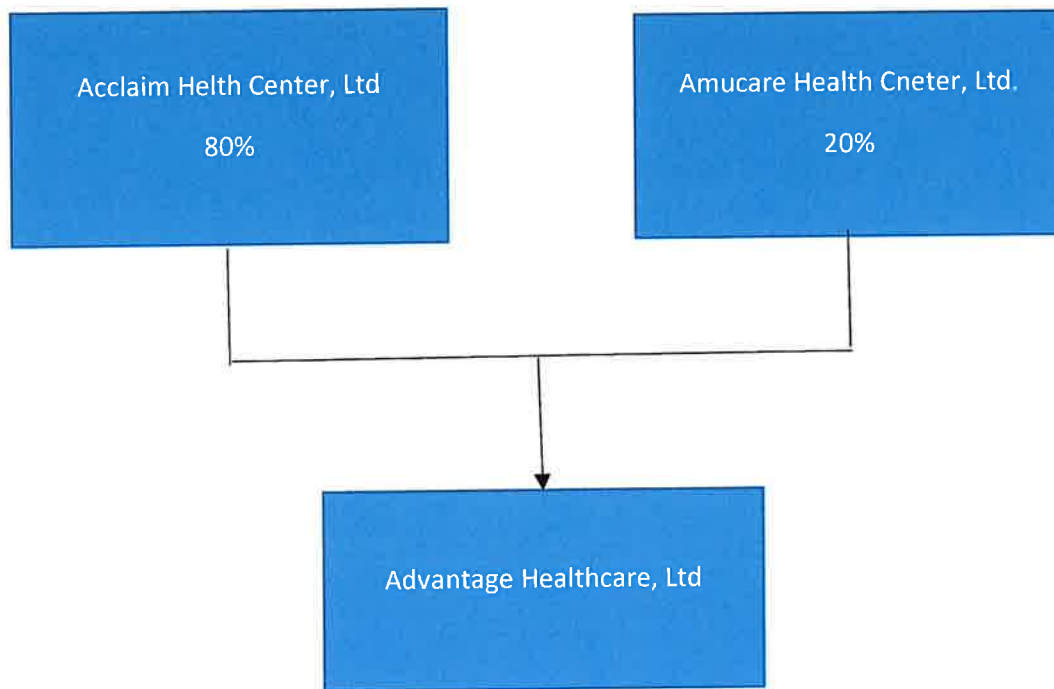 Acclaim Helth Center, Ltd
80%
Amucare Health Cneter, Ltd.
20%
Advantage Healthcare, Ltd